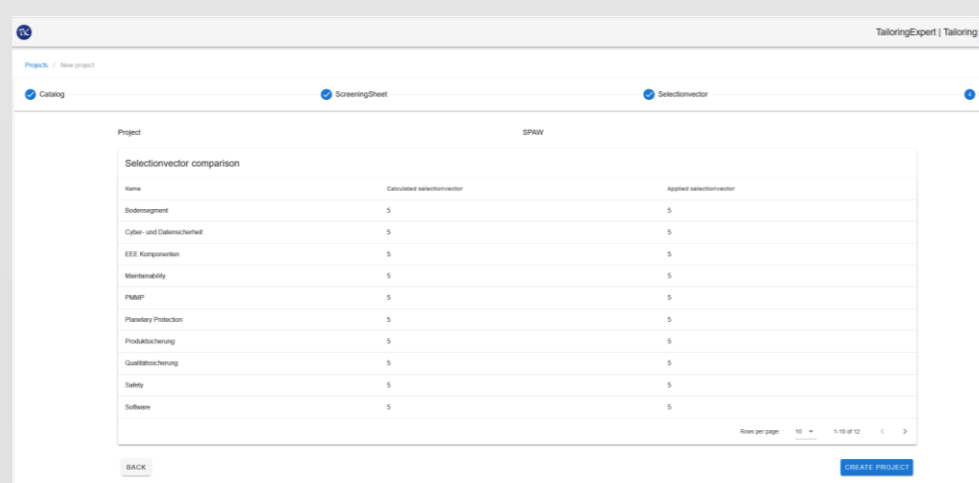 TailoringExpert | Tailoring
Projects / New project
Catalog
ScreeningSheet
Selectionvector
4
Project SPAW
Selectionvector comparison
Name Calculated selectionvector Applied selectionvector
Bodensegment 5 5
Cyber- und Datensicherheit 5 5
EEE Komponenten 5 5
Maintainability 5 5
PMMP 5 5
Planetary Protection 5 5
Produktsicherung 5 5
Qualitätssicherung 5 5
Safety 5 5
Software 5 5
Rows per page: 10 1-10 of 12
BACK CREATE PROJECT